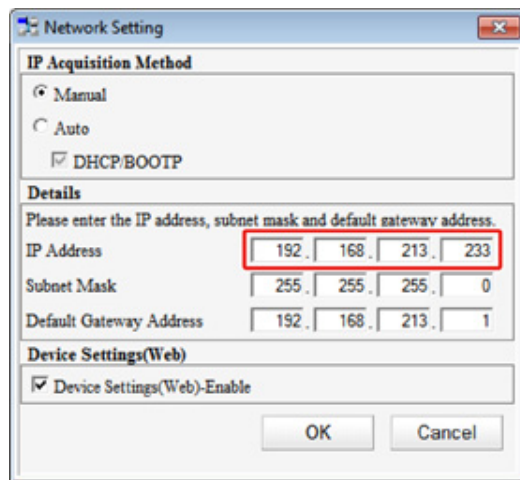 Network Setting
IP Acquisition Method
Manual
Auto
DHCP/BOOTP
Details
Please enter the IP address, subnet mask and default gateway address.
IP Address 192. 168. 213. 233
Subnet Mask 255. 255. 255. 0
Default Gateway Address 192. 168. 213. 1
Device Settings(Web)
Device Settings(Web)-Enable
OK Cancel